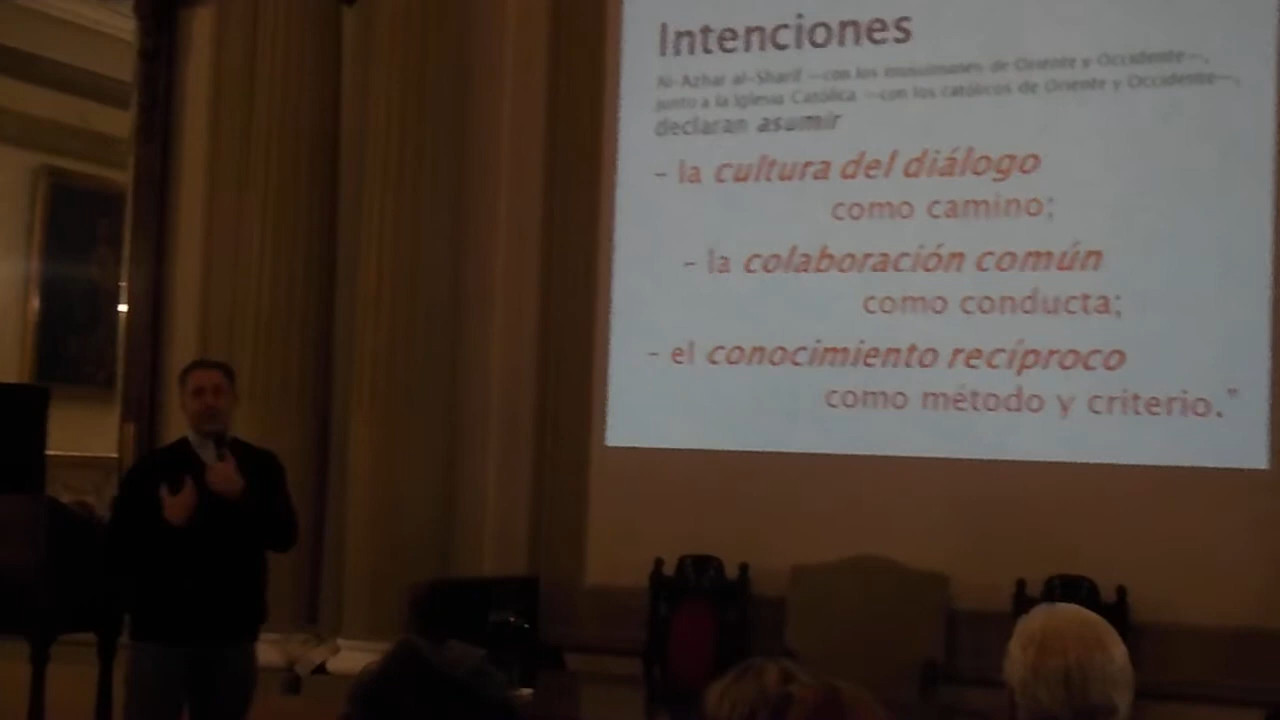 Intenciones
Al-Azhar al-Sharif —con los musulmanes de Oriente y Occidente—,
junto a la Iglesia Católica —con los católicos de Oriente y Occidente—,
declaran asumir
- la cultura del diálogo
como camino;
- la colaboración común
como conducta;
- el conocimiento recíproco
como método y criterio."